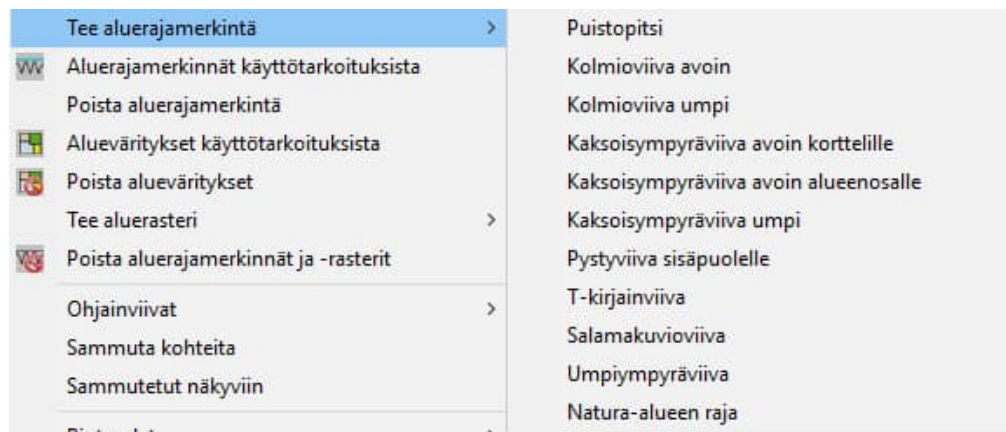 Tee aluerajamerkintä
Aluerajamerkinnät käyttötarkoituksista
Poista aluerajamerkintä
Alueväritykset käyttötarkoituksista
Poista alueväritykset
Tee aluerasteri
Poista aluerajamerkinnät ja -rasterit
Ohjainviivat
Sammuta kohteita
Sammutetut näkyviin
Puistopitsi
Kolmioviiva avoin
Kolmioviiva umpi
Kaksoisympyräviiva avoin korttelille
Kaksoisympyräviiva avoin alueenosalle
Kaksoisympyräviiva umpi
Pystyviiva sisäpuolelle
T-kirjainviiva
Salamakuvioviiva
Umpiympyräviiva
Natura-alueen raja